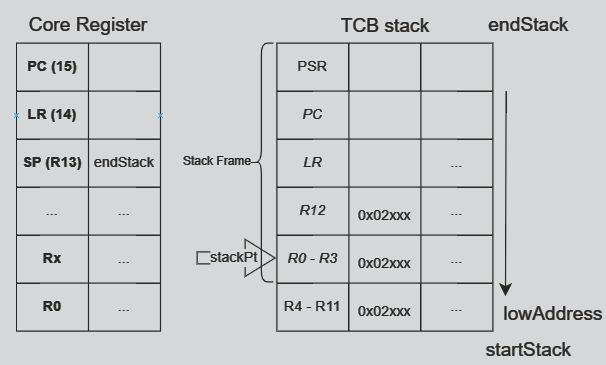 Core Register
TCB stack
endStack
PC (15)
PSR
LR (14)
PC
SP (R13) endStack
Stack Frame
LR ...
... ...
R12 0x02xxx ...
Rx ...
stackPt
R0 - R3 0x02xxx ...
R0 ...
R4 - R11 0x02xxx ...
lowAddress
startStack